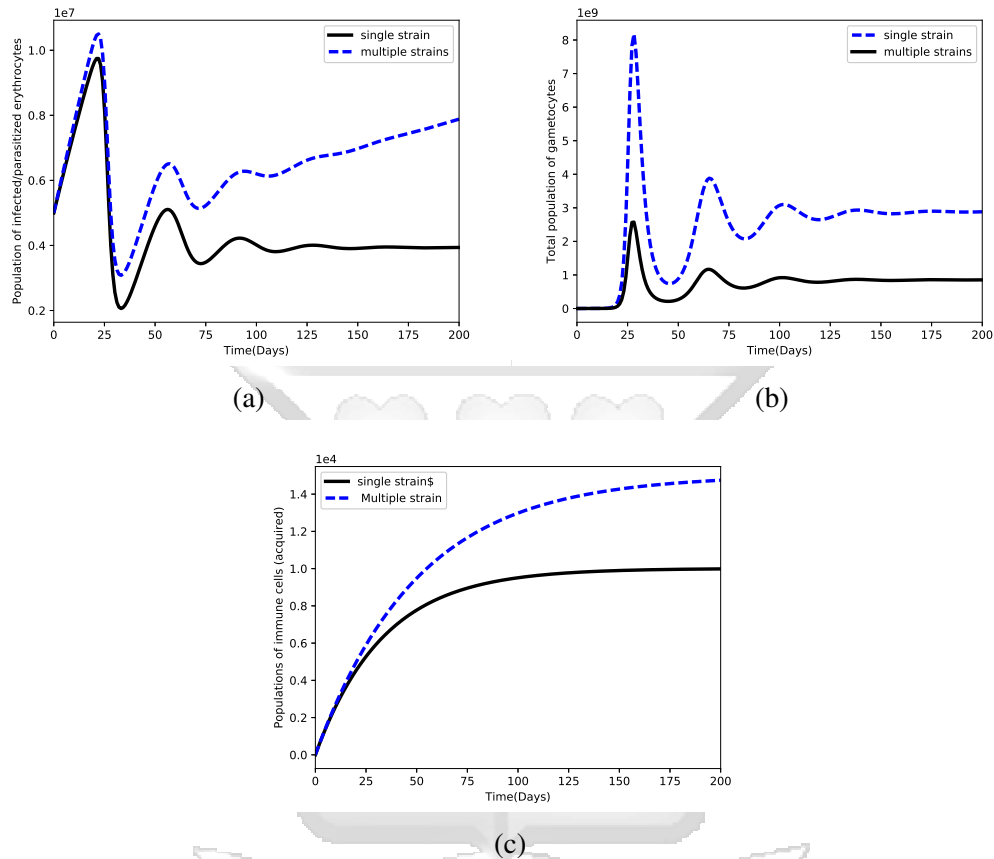 1e7
Population of infected/parasitized erythrocytes
1.0
0.8
0.6
0.4
0.2
single strain
multiple strains
0 25 50 75 100 125 150 175 200
Time(Days)
(a)
1e9
Total population of gametocytes
8
7
6
5
4
3
2
1
0
single strain
multiple strains
0 25 50 75 100 125 150 175 200
Time(Days)
(b)
1e4
Populations of immune cells (acquired)
1.4
1.2
1.0
0.8
0.6
0.4
0.2
0.0
single strain$
Multiple strain
0 25 50 75 100 125 150 175 200
Time(Days)
(c)